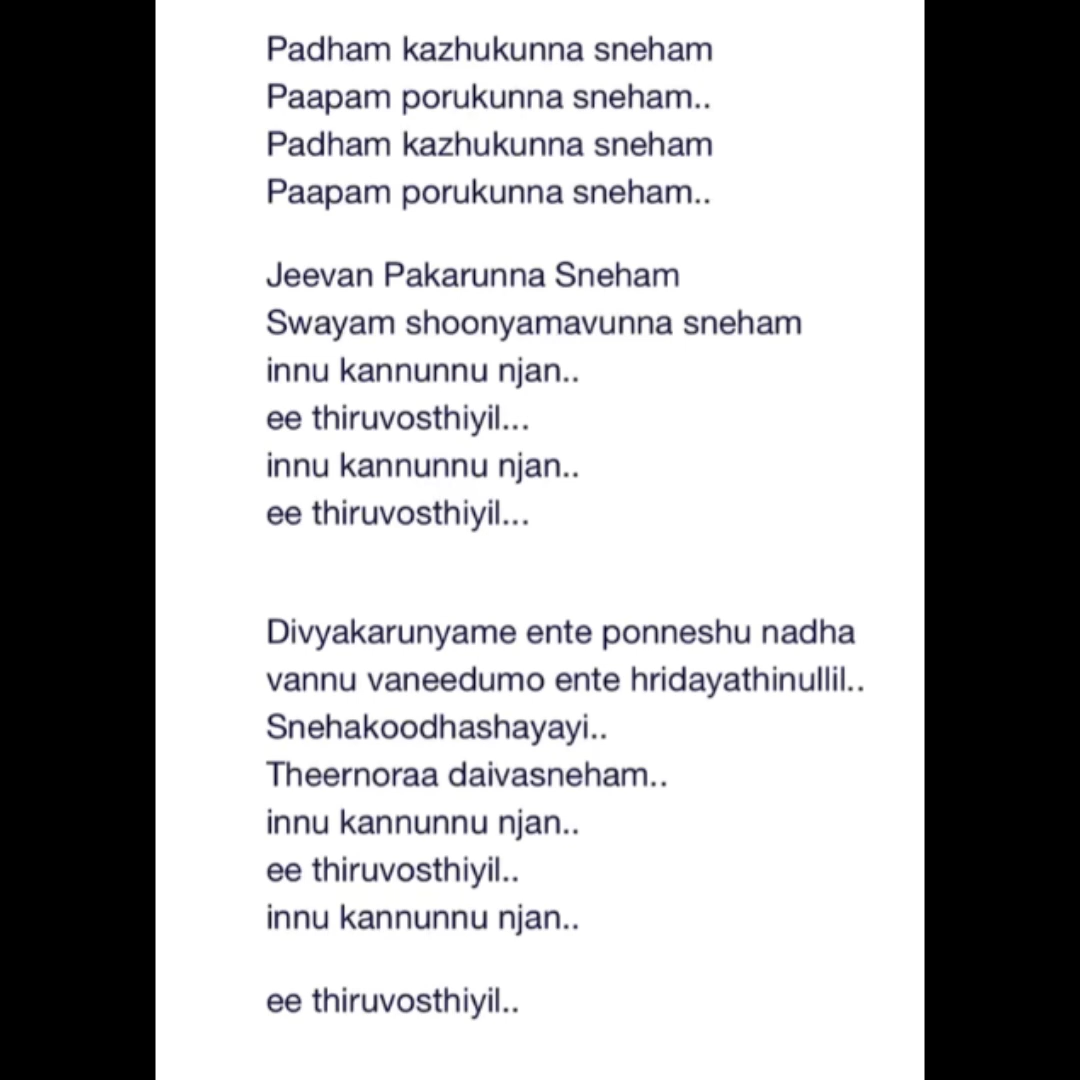 Padham kazhukunna sneham
Paapam porukunna sneham..
Padham kazhukunna sneham
Paapam porukunna sneham..
Jeevan Pakarunna Sneham
Swayam shoonyamavunna sneham
innu kannunnu njan..
ee thiruvosthiyil...
innu kannunnu njan..
ee thiruvosthiyil...
Divyakarunyame ente ponneshu nadha
vannu vaneedumo ente hridayathinullil..
Snehakoodhashayayi..
Theernoraa daivasneham..
innu kannunnu njan..
ee thiruvosthiyil..
innu kannunnu njan..
ee thiruvosthiyil..